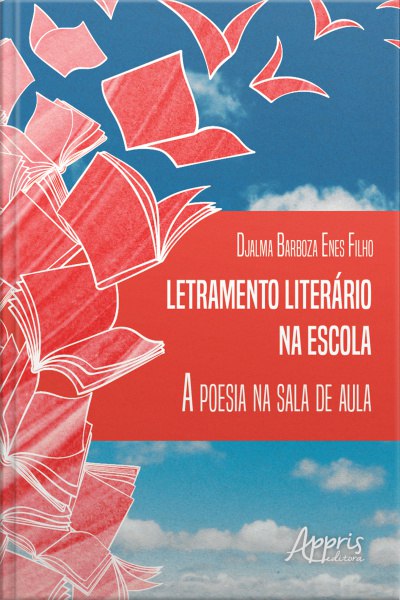 Djalma Barboza Enes Filho
LETRAMENTO LITERÁRIO
NA ESCOLA
A POESIA NA SALA DE AULA
Appris
editora